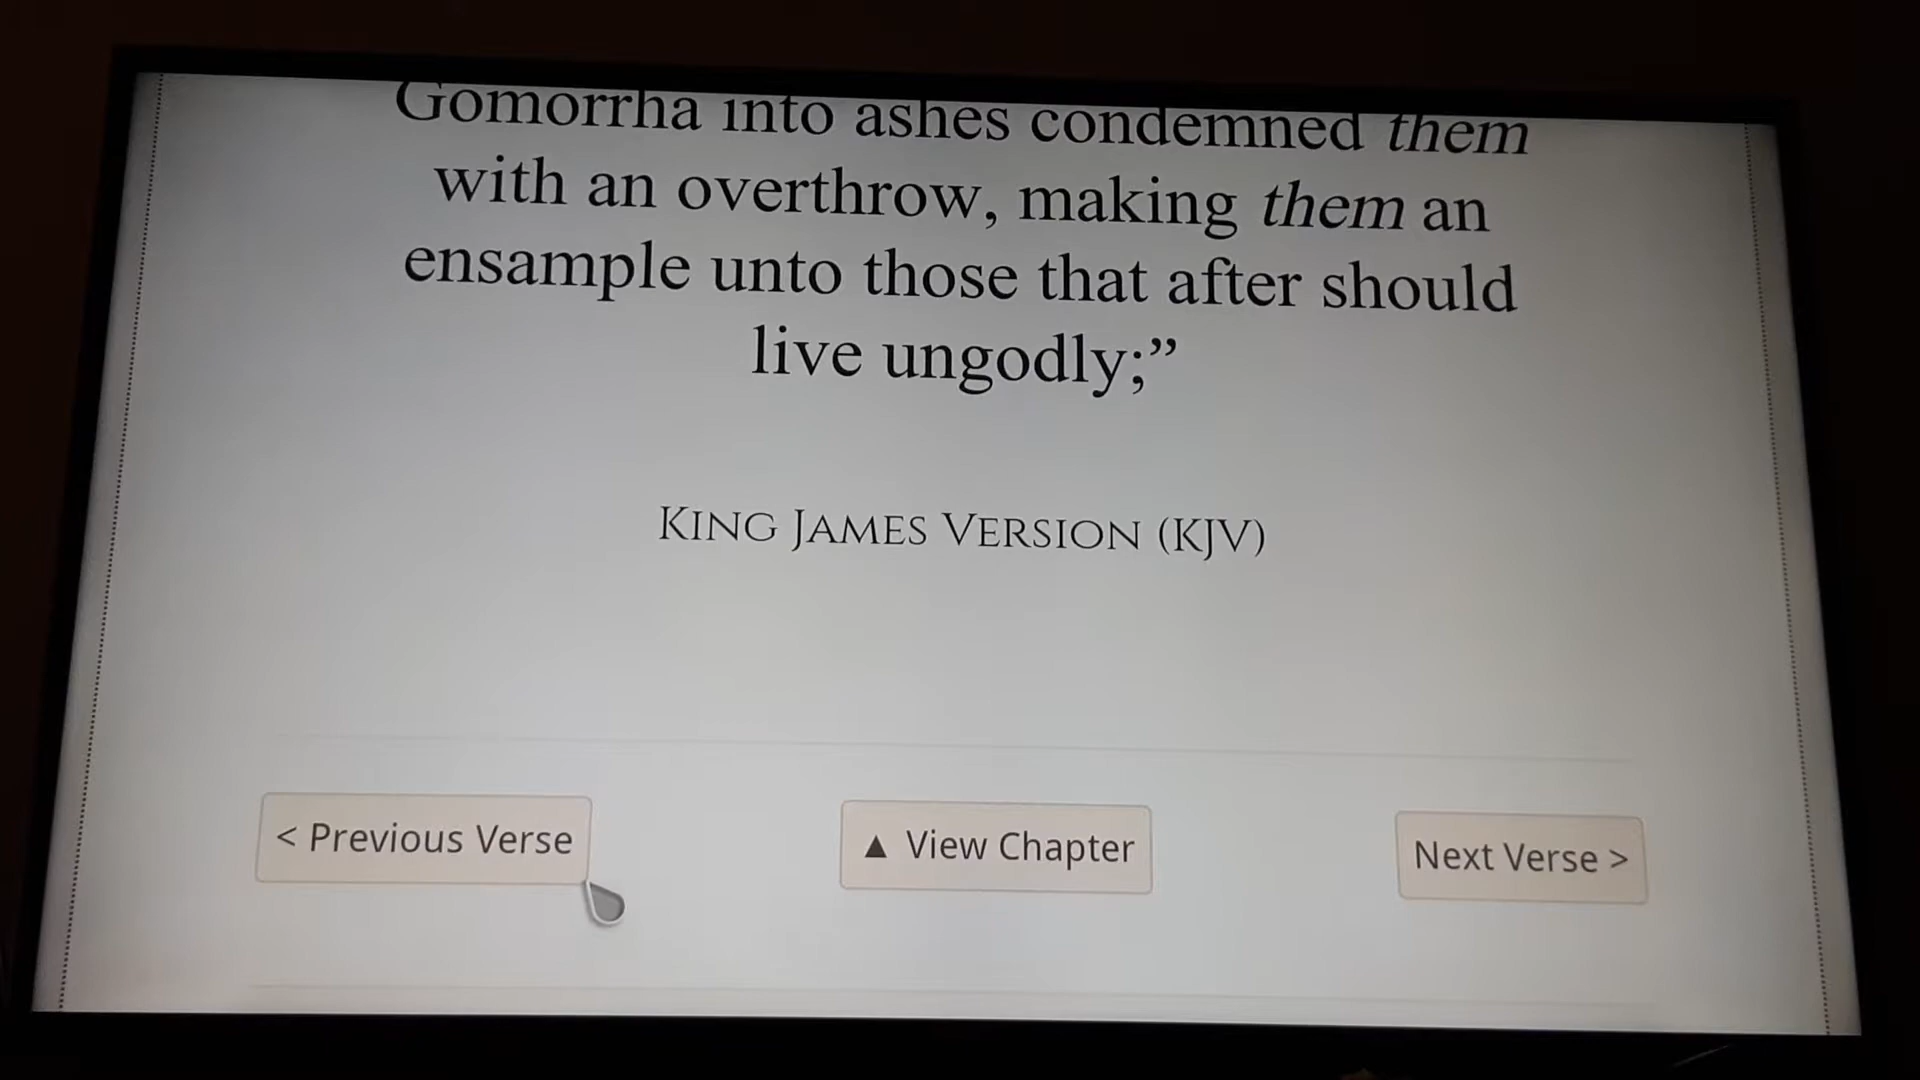 Gomorrha into ashes condemned them
with an overthrow, making them an
ensample unto those that after should
live ungodly;”
King James Version (KJV)
< Previous Verse
▲ View Chapter
Next Verse >